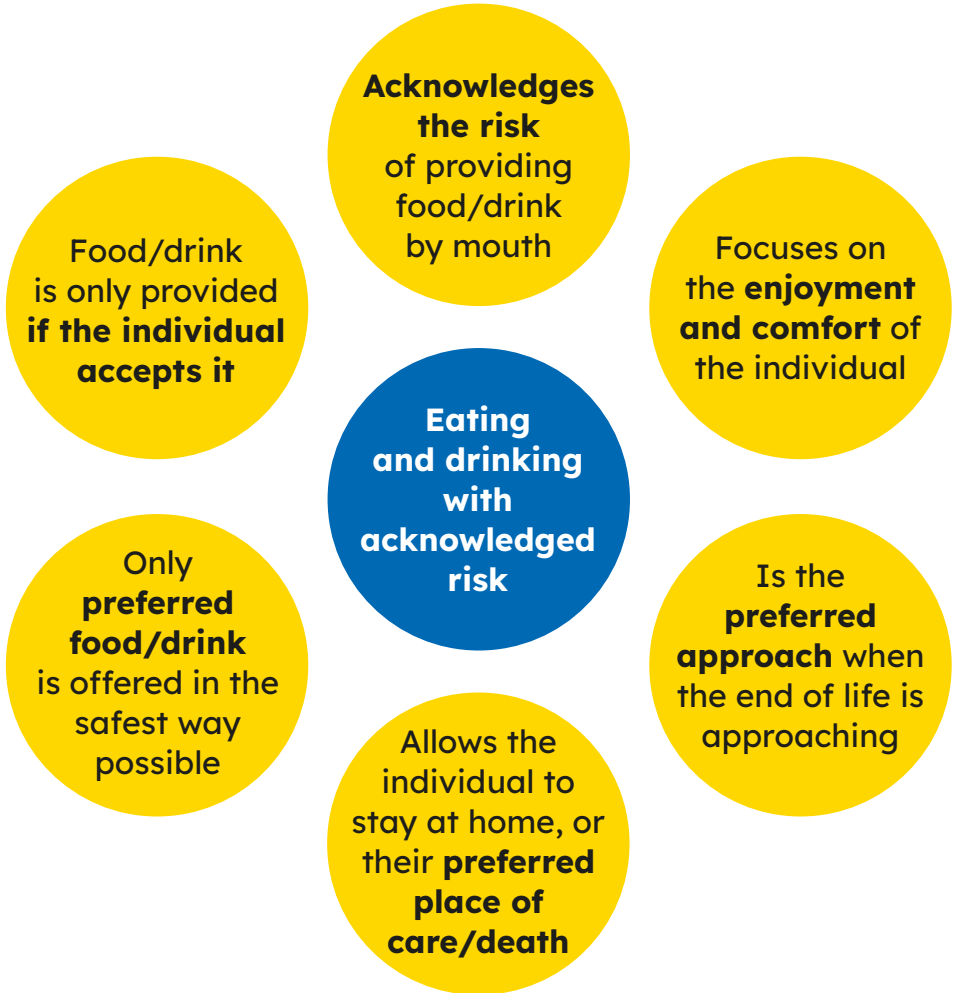 Acknowledges
the risk
of providing
food/drink
by mouth
Focuses on
the enjoyment
and comfort of
the individual
Is the
preferred
approach when
the end of life is
approaching
Allows the
individual to
stay at home, or
their preferred
place of
care/death
Only
preferred
food/drink
is offered in the
safest way
possible
Food/drink
is only provided
if the individual
accepts it
Eating
and drinking
with
acknowledged
risk